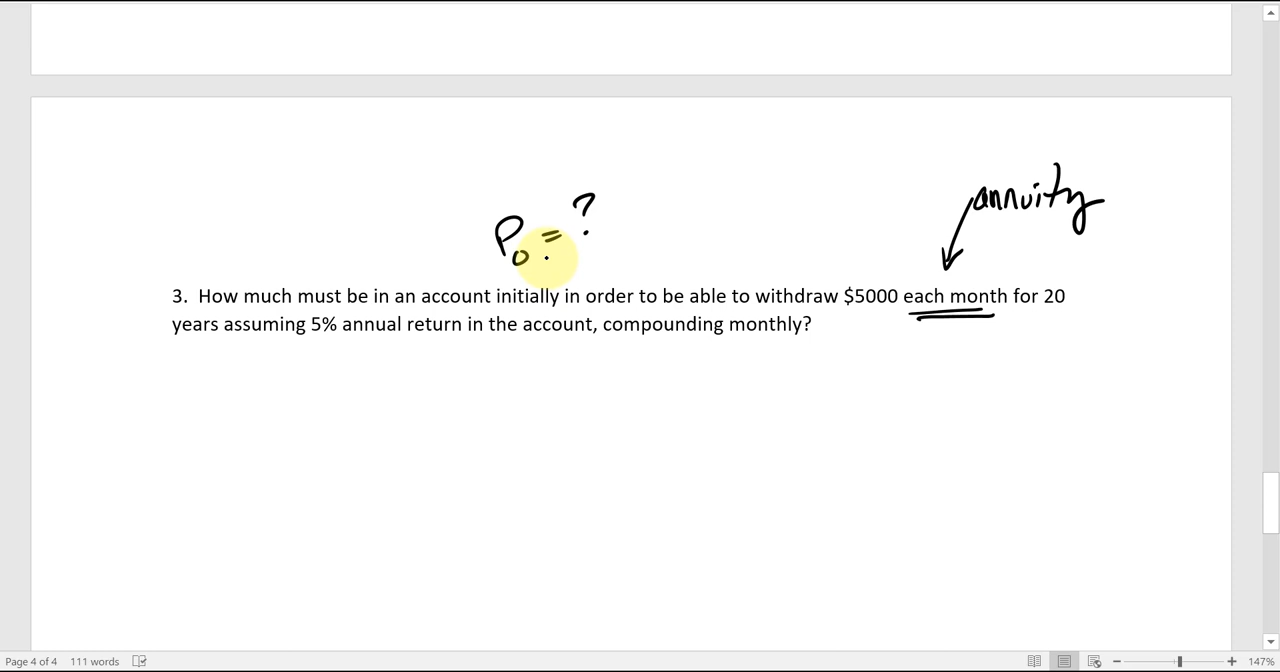 annuity
P₀ = ?
3. How much must be in an account initially in order to be able to withdraw $5000 each month for 20
years assuming 5% annual return in the account, compounding monthly?
Page 4 of 4 111 words
147%